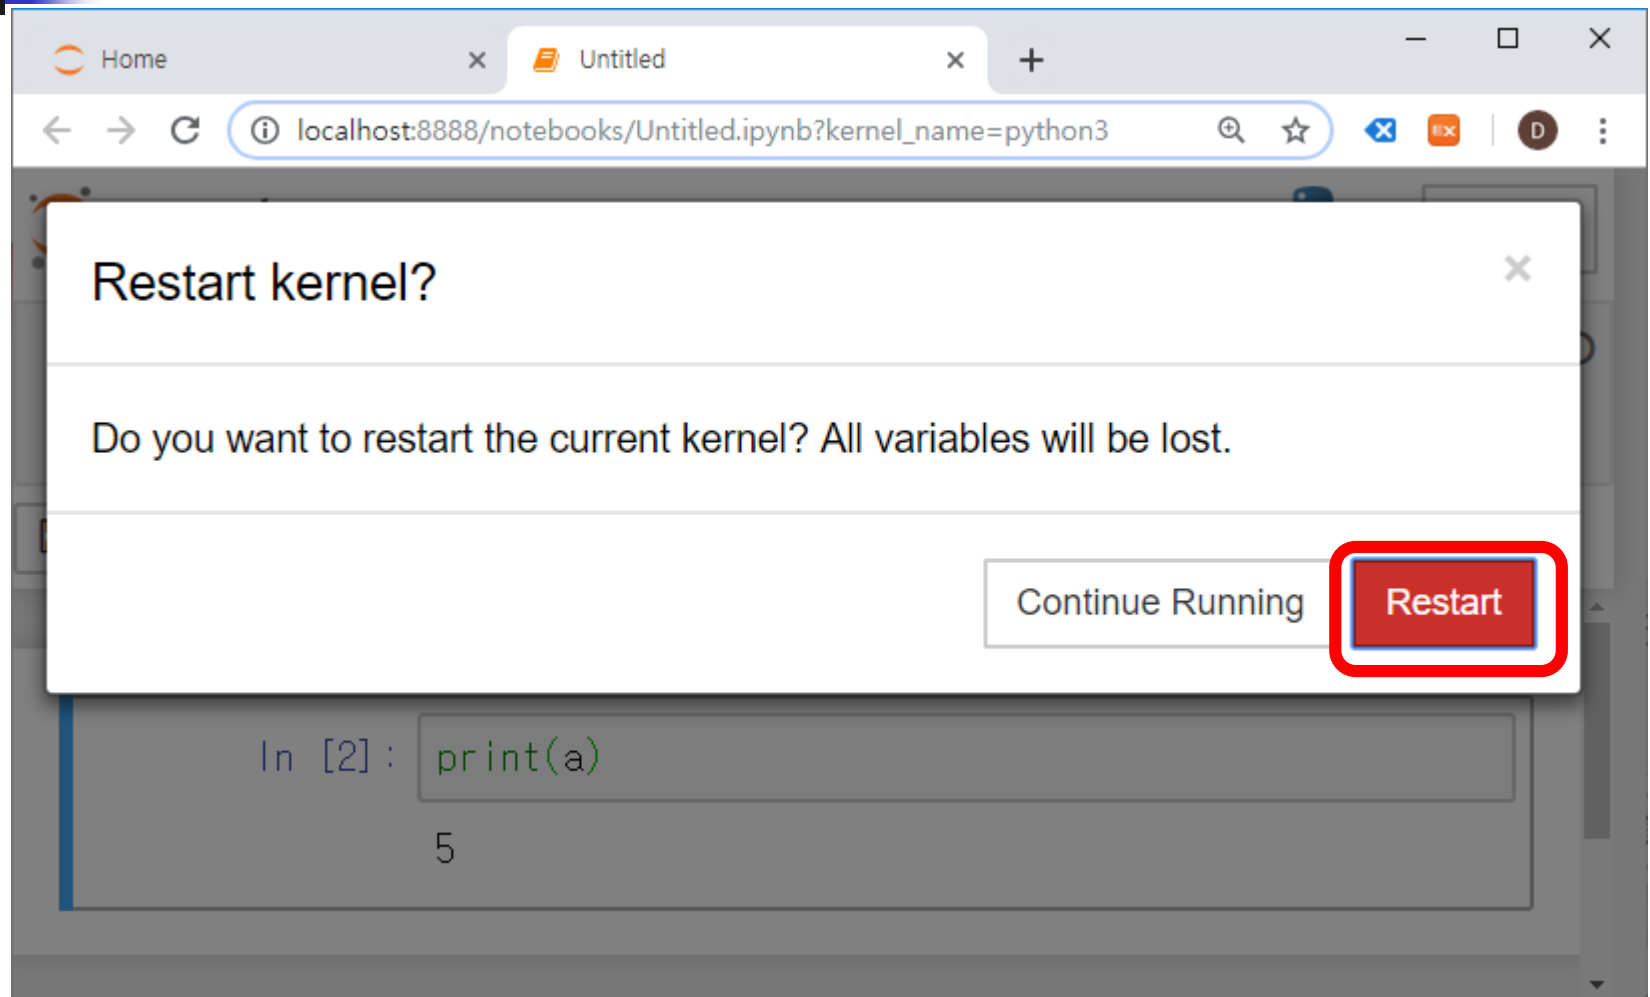 Home
Untitled
localhost:8888/notebooks/Untitled.ipynb?kernel_name=python3
EX
D
Restart kernel?
Do you want to restart the current kernel? All variables will be lost.
Continue Running
Restart
In [2]: print(a)
5